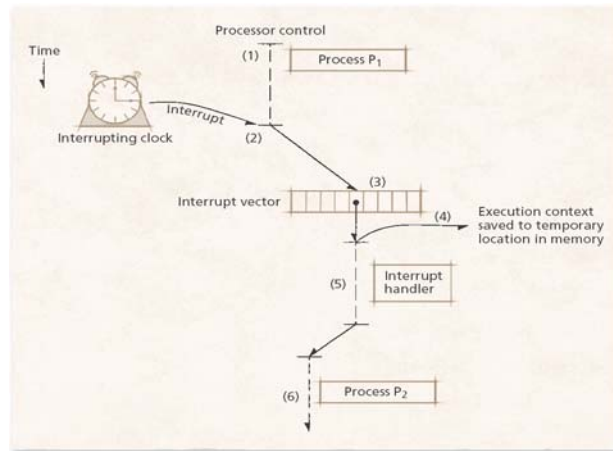 Processor control
Time
(1)
Process P₁
Interrupt
Interrupting clock
(2)
(3)
Interrupt vector
(4)
Execution context
saved to temporary
location in memory
(5)
Interrupt
handler
(6)
Process P₂